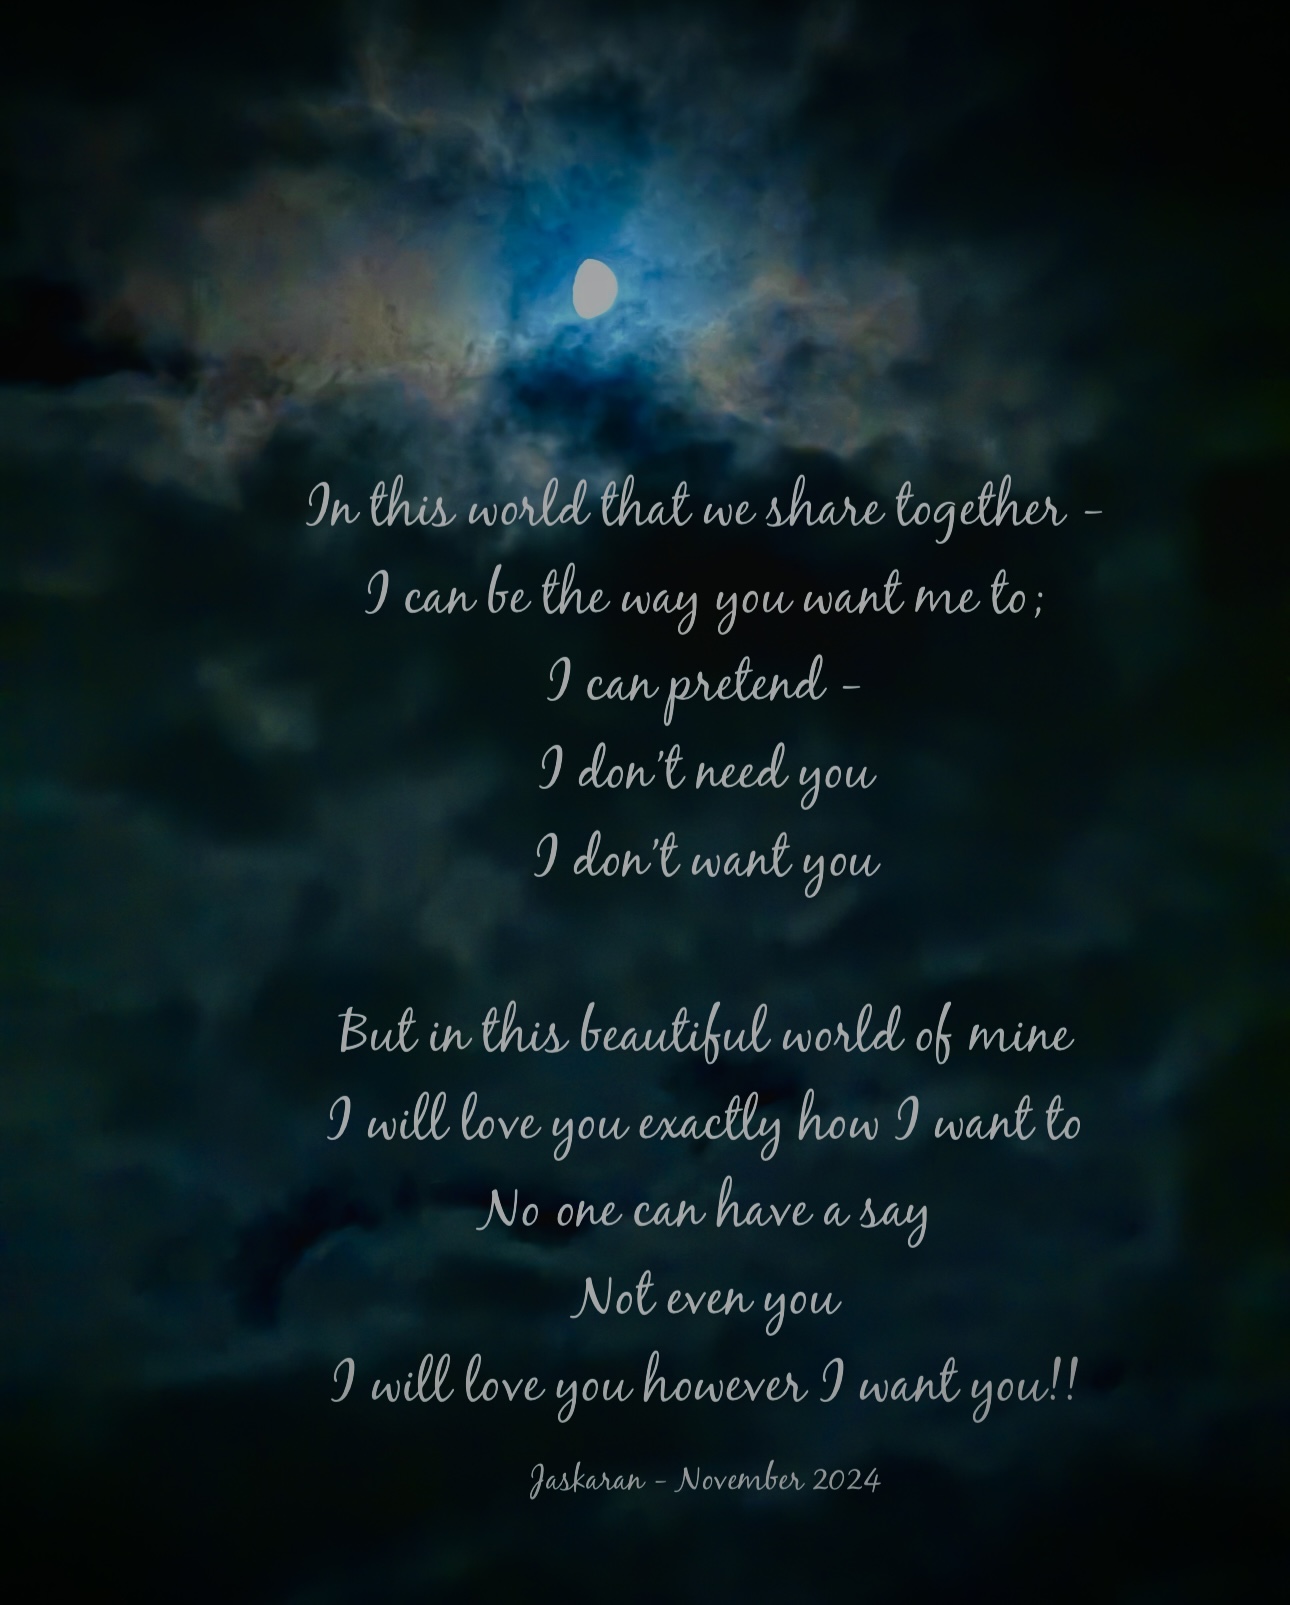 In this world that we share together -
I can be the way you want me to;
I can pretend -
I don't need you
I don't want you
But in this beautiful world of mine
I will love you exactly how I want to
No one can have a say
Not even you
I will love you however I want you!!
Jaskaran - November 2024